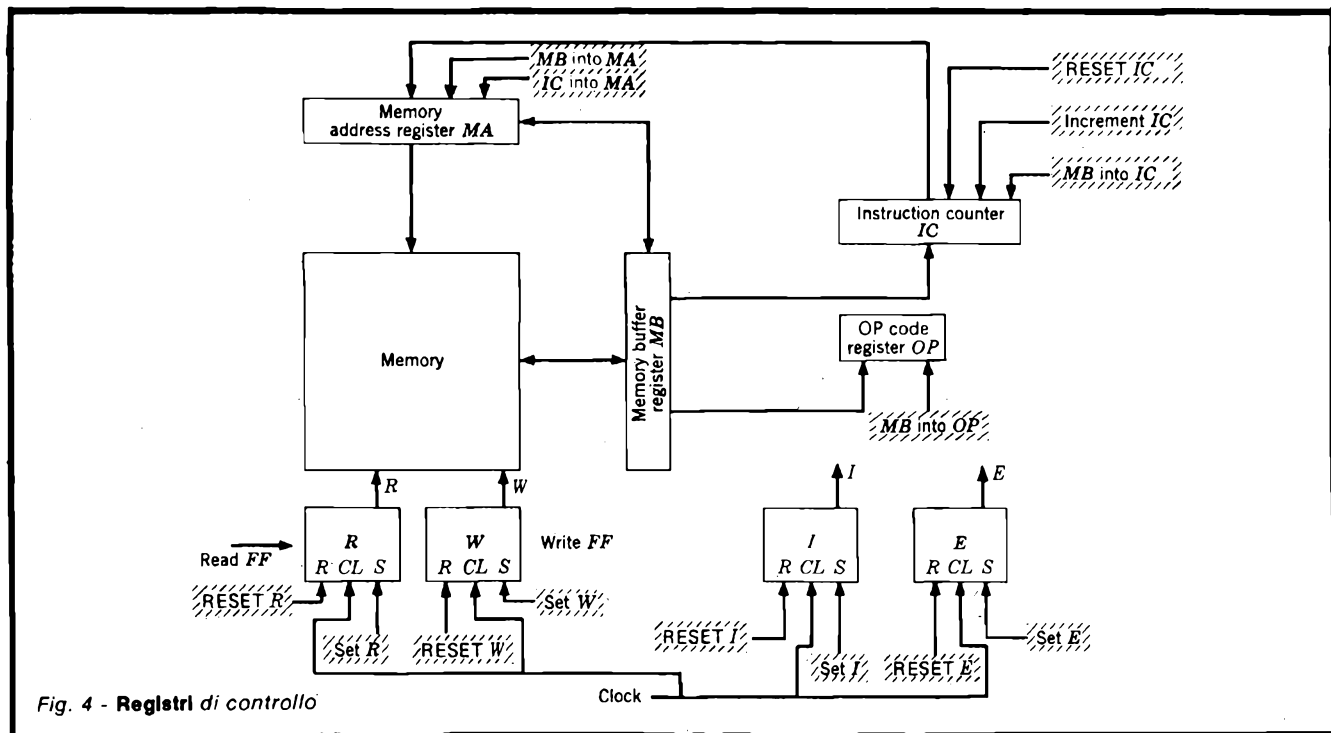 MB into MA
IC into MA
RESET IC
Memory
address register MA
Increment IC
MB into IC
Instruction counter
IC
Memory
Memory buffer
register MB
OP code
register OP
MB into OP
R
W
I
E
Read FF
R
R CL S
W
R CL S
Write FF
I
R CL S
E
R CL S
RESET R
Set R
RESET W
Set W
RESET I
Set I
RESET E
Set E
Clock
Fig. 4 - Registri di controllo